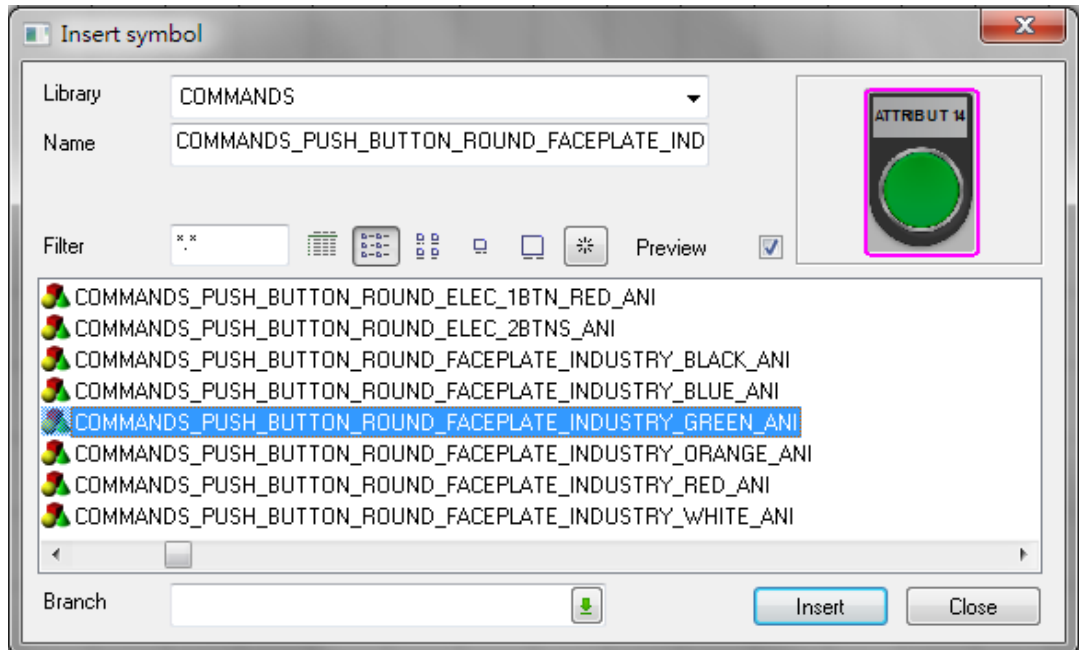 Insert symbol
Library
COMMANDS
Name
COMMANDS_PUSH_BUTTON_ROUND_FACEPLATE_IND
ATTRIBUT 14
Filter
*.*
Preview
COMMANDS_PUSH_BUTTON_ROUND_ELEC_1BTN_RED_ANI
COMMANDS_PUSH_BUTTON_ROUND_ELEC_2BTNS_ANI
COMMANDS_PUSH_BUTTON_ROUND_FACEPLATE_INDUSTRY_BLACK_ANI
COMMANDS_PUSH_BUTTON_ROUND_FACEPLATE_INDUSTRY_BLUE_ANI
COMMANDS_PUSH_BUTTON_ROUND_FACEPLATE_INDUSTRY_GREEN_ANI
COMMANDS_PUSH_BUTTON_ROUND_FACEPLATE_INDUSTRY_ORANGE_ANI
COMMANDS_PUSH_BUTTON_ROUND_FACEPLATE_INDUSTRY_RED_ANI
COMMANDS_PUSH_BUTTON_ROUND_FACEPLATE_INDUSTRY_WHITE_ANI
Branch
Insert
Close